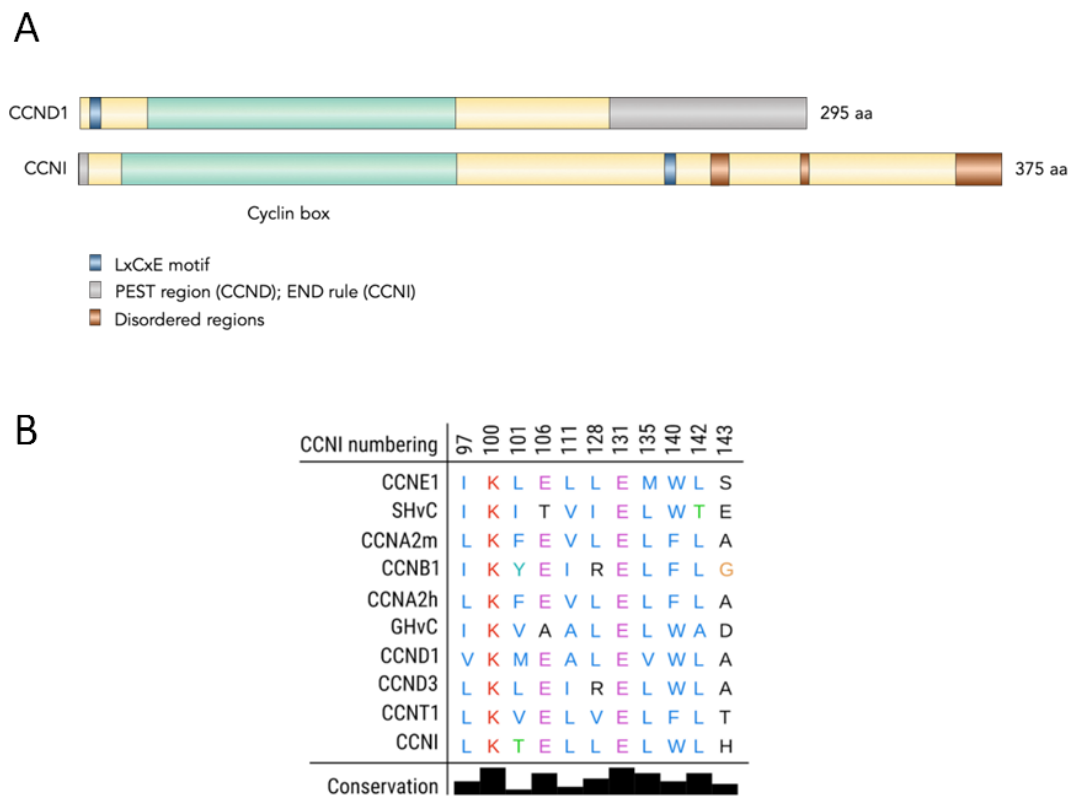 A
CCND1 295 aa
CCNI 375 aa
Cyclin box
LxCxE motif
PEST region (CCND); END rule (CCNI)
Disordered regions
B
CCNI numbering 97 100 101 106 111 128 131 135 140 142 143
CCNE1 I K L E L L E M W L S
SHvC I K I T V I E L W T E
CCNA2m L K F E V L E L F L A
CCNB1 I K Y E I R E L F L G
CCNA2h L K F E V L E L F L A
GHvC I K V A A L E L W A D
CCND1 V K M E A L E V W L A
CCND3 L K L E I R E L W L A
CCNT1 L K V E L V E L F L T
CCNI L K T E L L E L W L H
Conservation